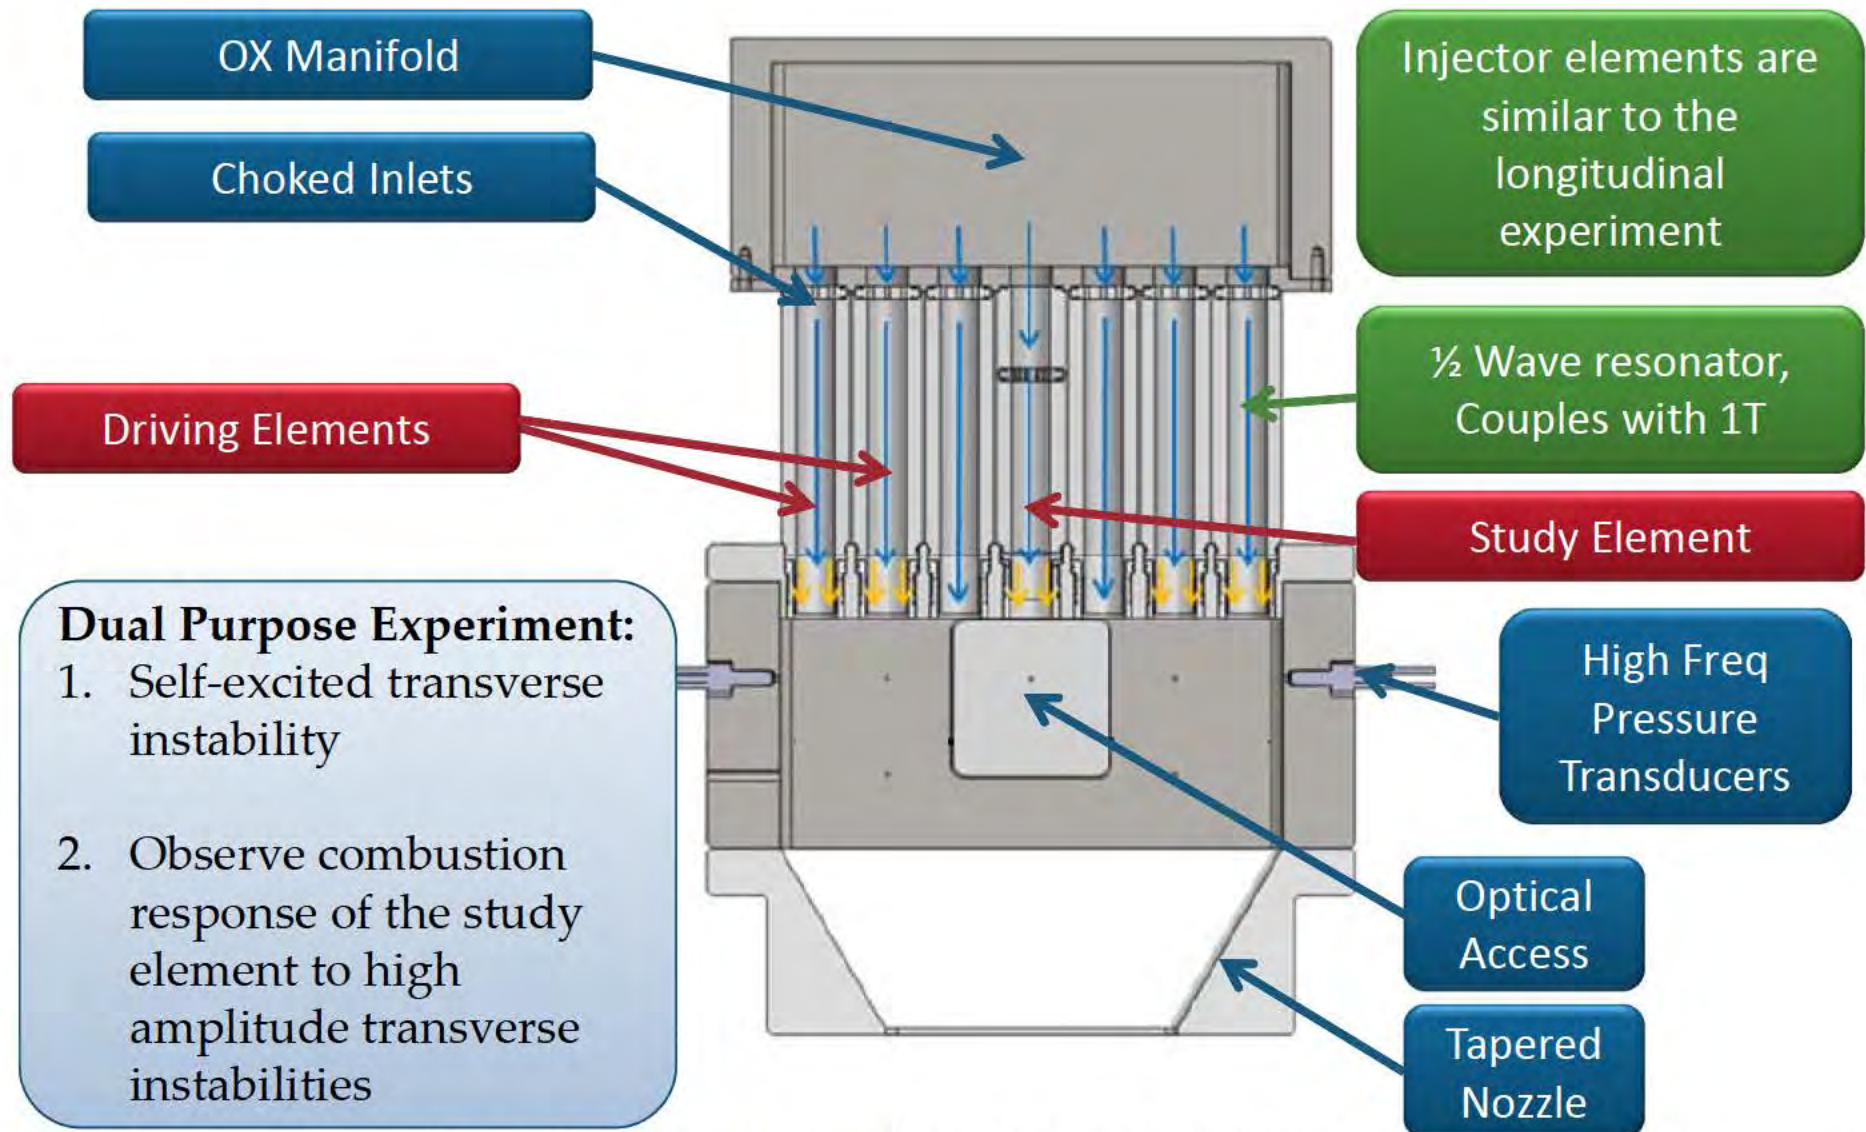 OX Manifold
Choked Inlets
Driving Elements
Injector elements are
similar to the
longitudinal
experiment
½ Wave resonator,
Couples with 1T
Study Element
Dual Purpose Experiment:
1. Self-excited transverse
instability
2. Observe combustion
response of the study
element to high
amplitude transverse
instabilities
High Freq
Pressure
Transducers
Optical
Access
Tapered
Nozzle